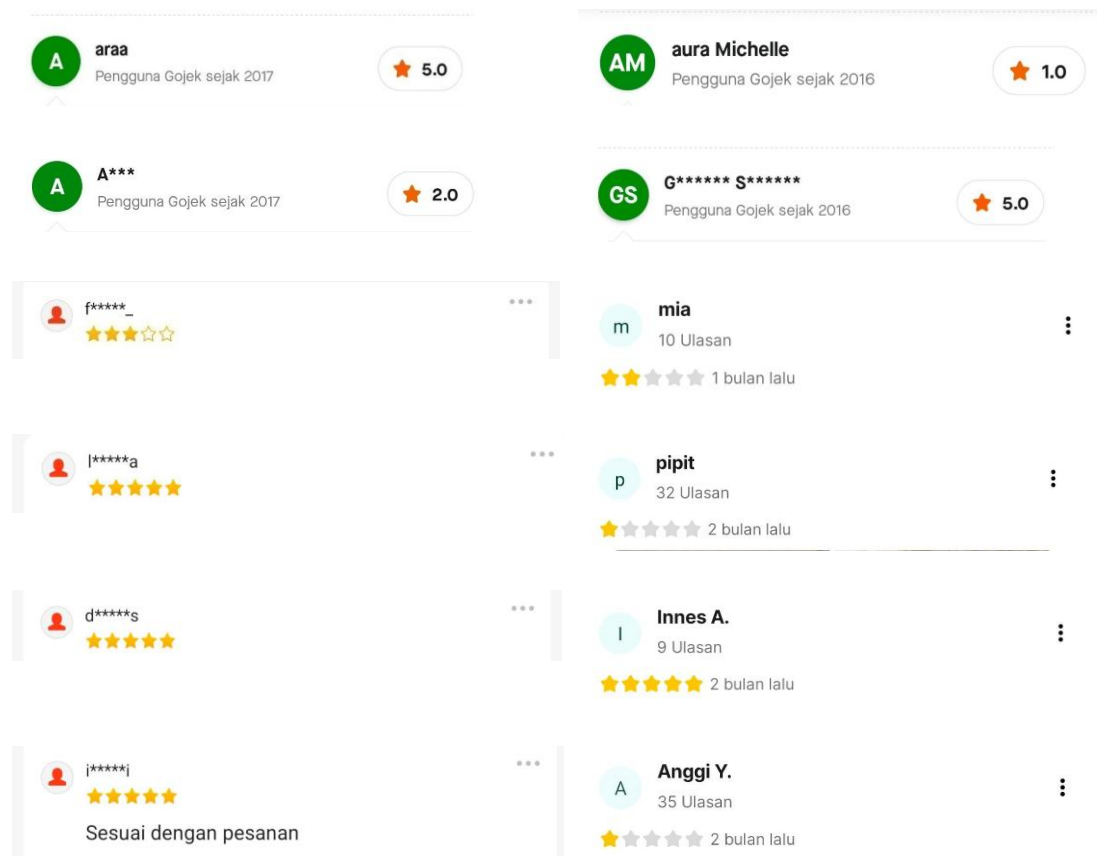 A
araa
Pengguna Gojek sejak 2017
5.0
AM
aura Michelle
Pengguna Gojek sejak 2016
1.0
A
A***
Pengguna Gojek sejak 2017
2.0
GS
G****** S******
Pengguna Gojek sejak 2016
5.0
f*****_
m
mia
10 Ulasan
1 bulan lalu
l*****a
p
pipit
32 Ulasan
2 bulan lalu
d*****s
I
Innes A.
9 Ulasan
2 bulan lalu
i*****i
Sesuai dengan pesanan
A
Anggi Y.
35 Ulasan
2 bulan lalu